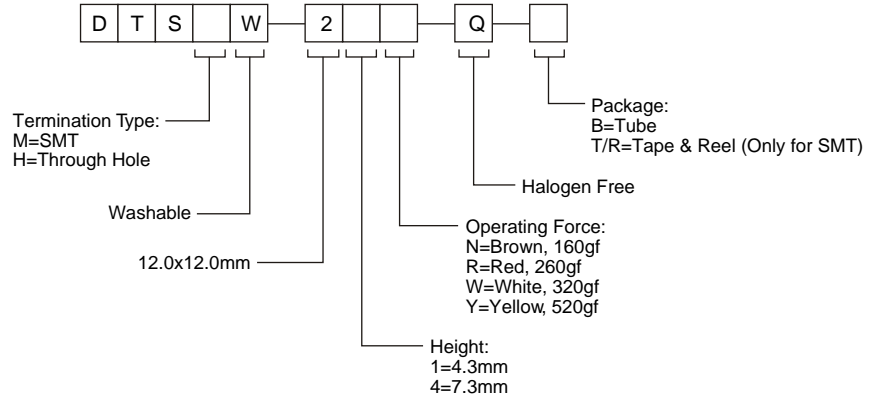 D T S W 2 Q
Termination Type:
M=SMT
H=Through Hole
Washable
12.0x12.0mm
Package:
B=Tube
T/R=Tape & Reel (Only for SMT)
Halogen Free
Operating Force:
N=Brown, 160gf
R=Red, 260gf
W=White, 320gf
Y=Yellow, 520gf
Height:
1=4.3mm
4=7.3mm